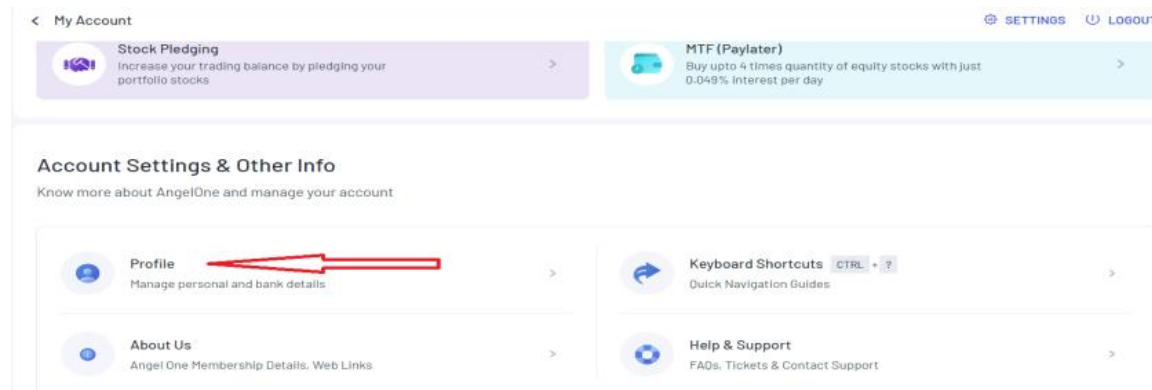 < My Account
SETTINGS
LOGOUT
Stock Pledging
Increase your trading balance by pledging your
portfolio stocks
>
MTF (Paylater)
Buy upto 4 times quantity of equity stocks with just
0.049% interest per day
>
Account Settings & Other Info
Know more about AngelOne and manage your account
Profile
Manage personal and bank details
>
Keyboard Shortcuts CTRL + ?
Quick Navigation Guides
>
About Us
Angel One Membership Details, Web Links
>
Help & Support
FAQs, Tickets & Contact Support
>